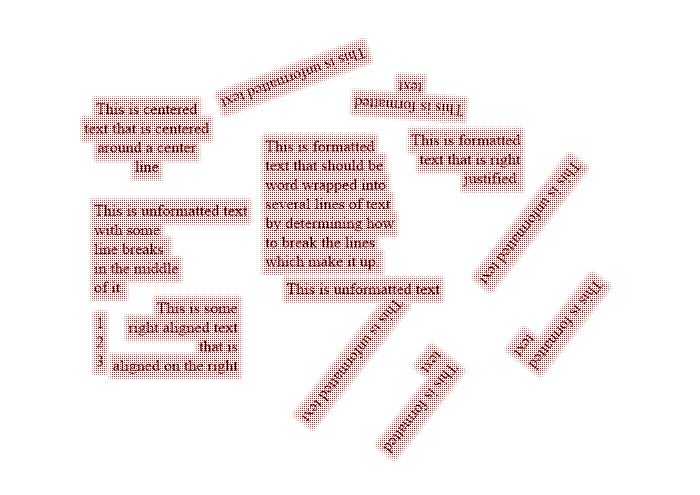 This is unformatted text
text
This is formatted
This is centered
text that is centered
around a center
line
This is formatted
text that should be
word wrapped into
several lines of text
by determining how
to break the lines
which make it up
This is formatted
text that is right
justified.
This is unformatted text
This is unformatted text
with some
line breaks
in the middle
of it
This is unformatted text
1
2
3
This is some
right aligned text
that is
aligned on the right
This is unformatted text
This is formatted
text
This is formatted
text